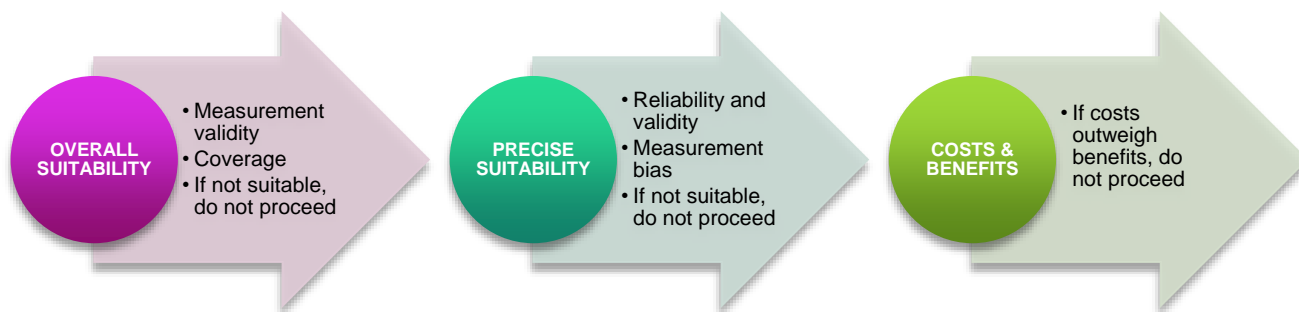 OVERALL
SUITABILITY
• Measurement
validity
• Coverage
• If not suitable,
do not proceed
PRECISE
SUITABILITY
• Reliability and
validity
• Measurement
bias
• If not suitable,
do not proceed
COSTS &
BENEFITS
• If costs
outweigh
benefits, do
not proceed